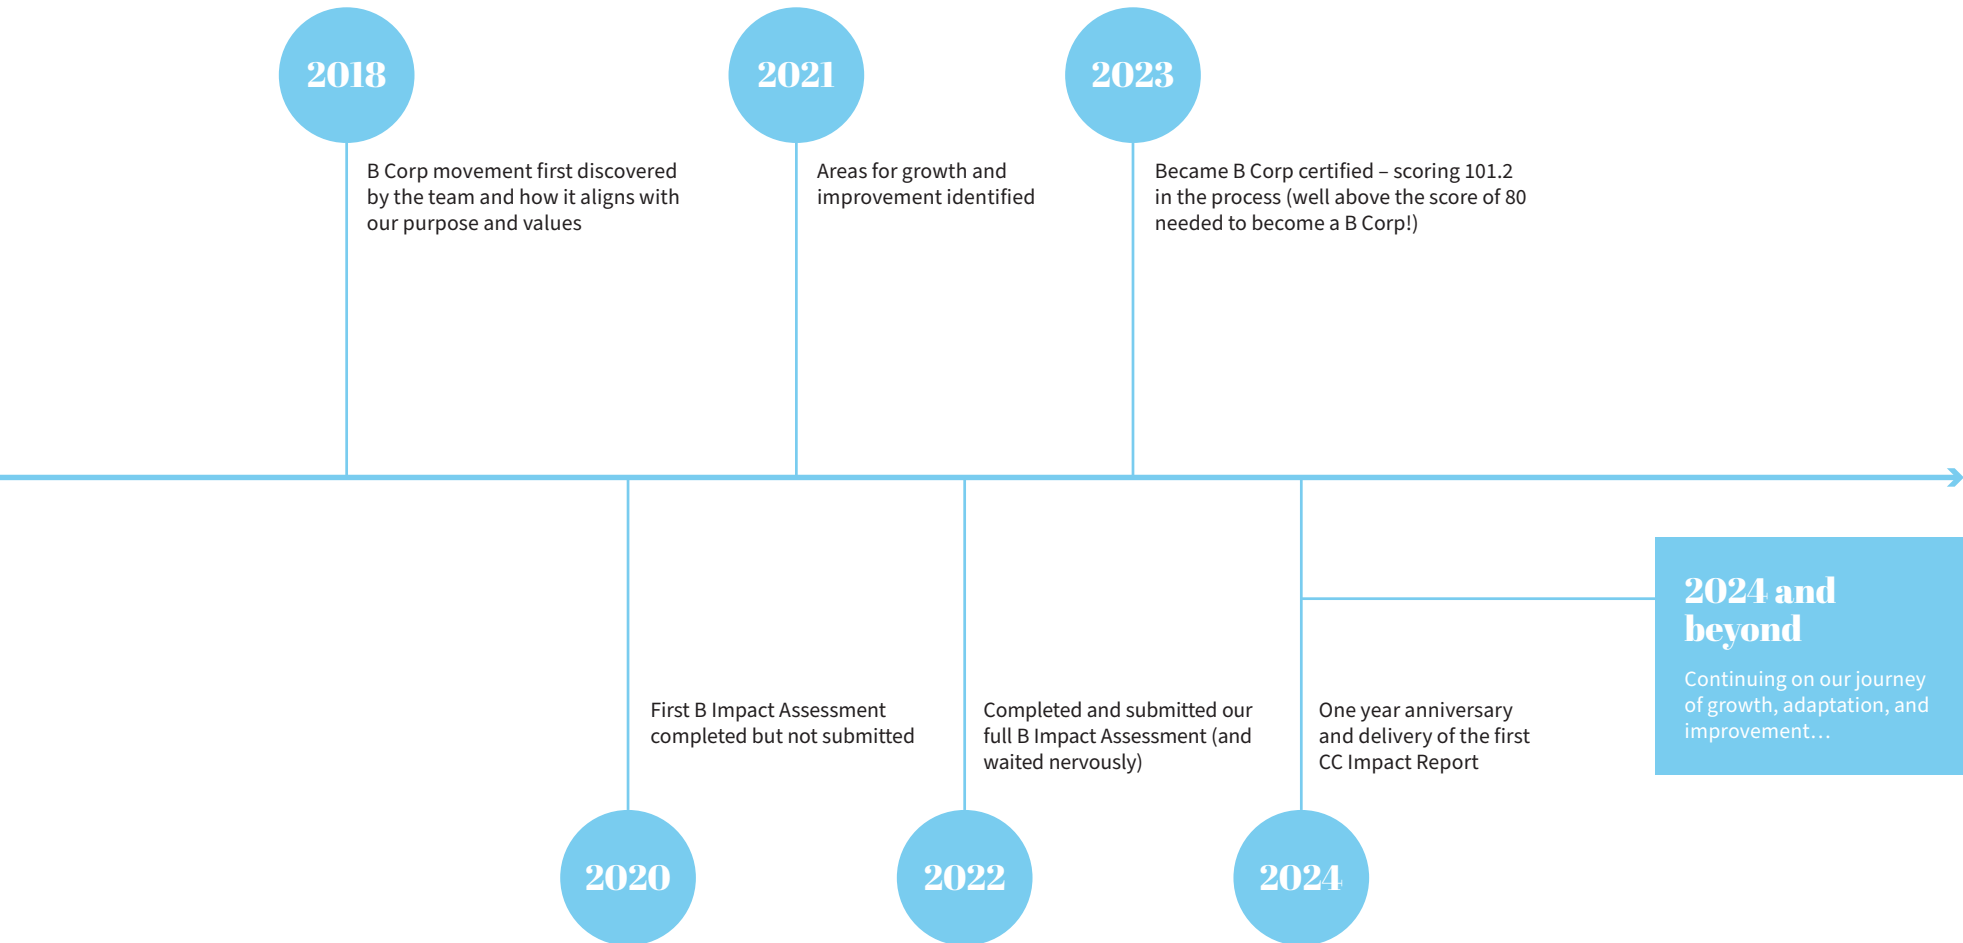 2018
B Corp movement first discovered
by the team and how it aligns with
our purpose and values
2021
Areas for growth and
improvement identified
2023
Became B Corp certified – scoring 101.2
in the process (well above the score of 80
needed to become a B Corp!)
First B Impact Assessment
completed but not submitted
2020
Completed and submitted our
full B Impact Assessment (and
waited nervously)
2022
One year anniversary
and delivery of the first
CC Impact Report
2024
2024 and
beyond
Continuing on our journey
of growth, adaptation, and
improvement…